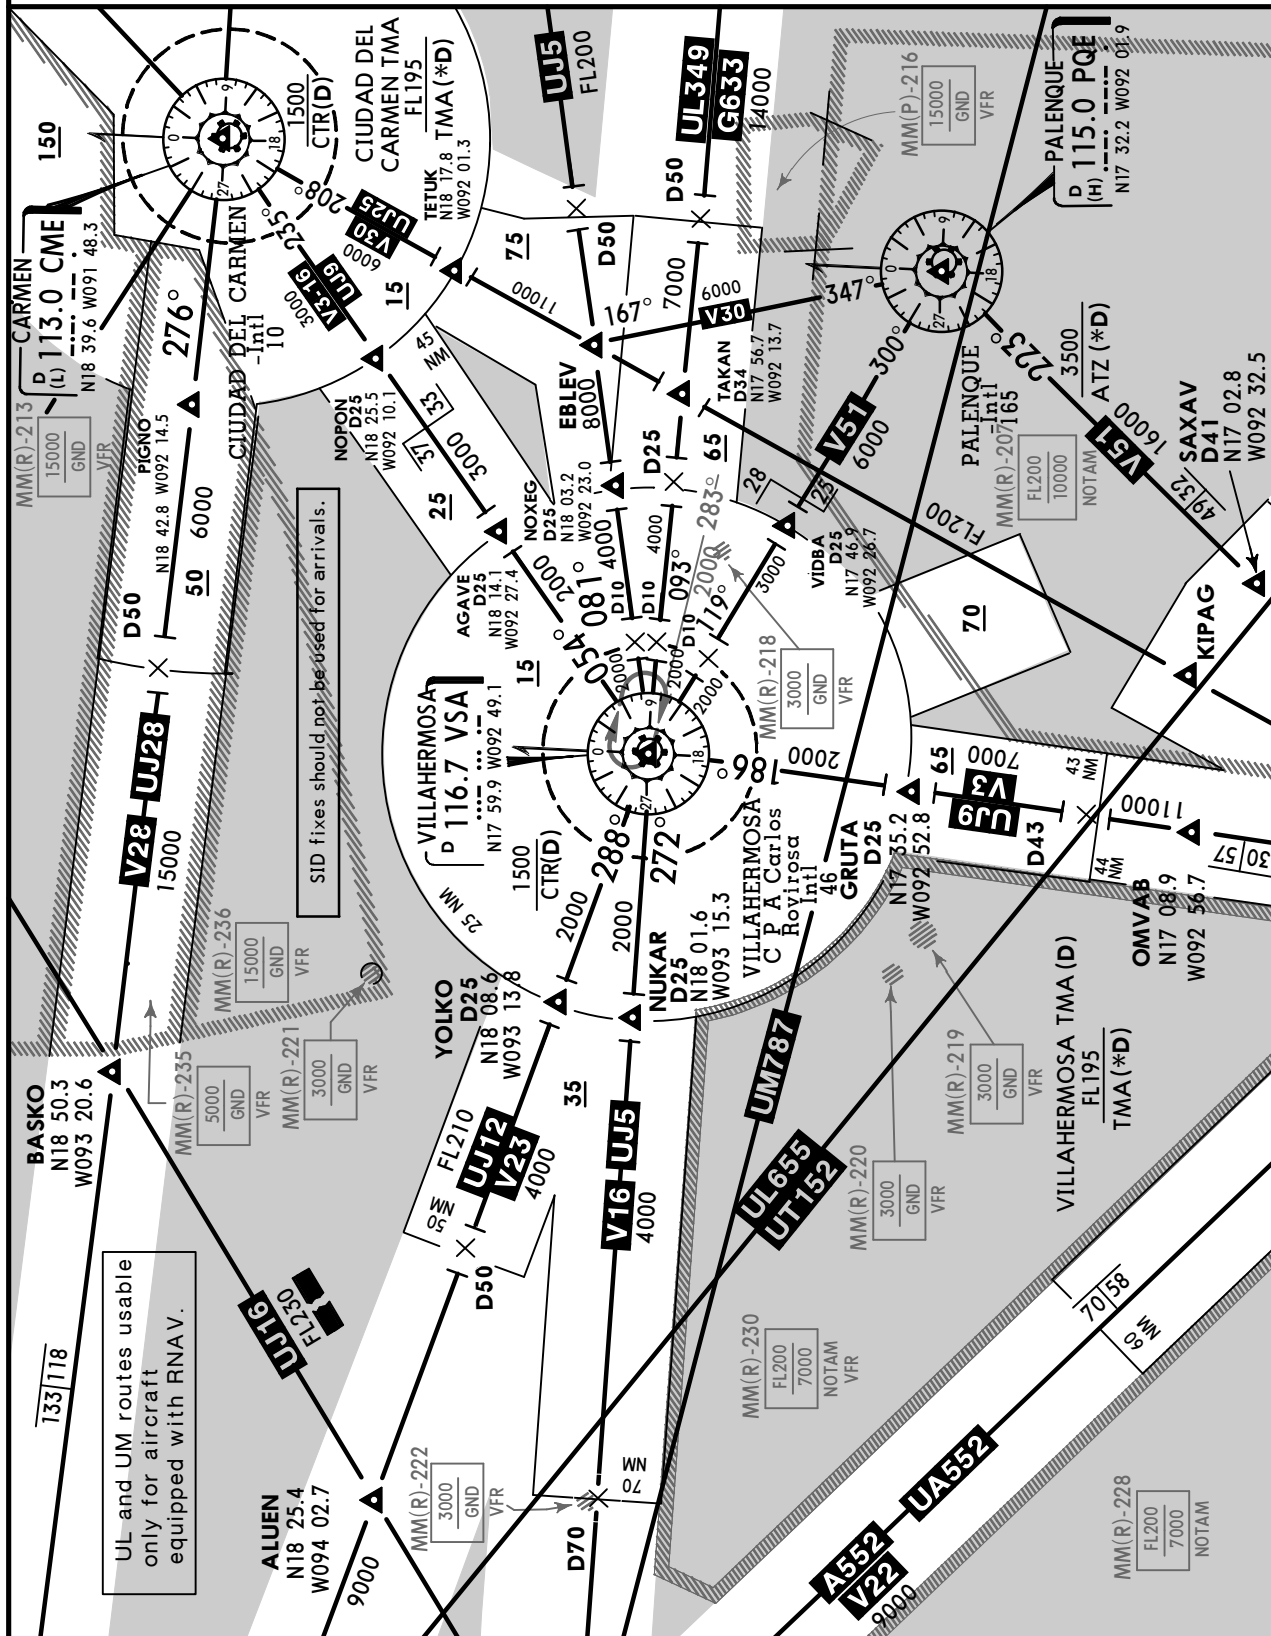 150
CARMEN
D
(L) 113.0 CME
N18 39.6 W091 48.3
MM(R)-213
15000
GND
VFR
276°
CIUDAD DEL CARMEN
-Intl
10
PIGNO
N18 42.8 W092 14.5
6000
50
D50
V28
UJ28
15000
1500
CTR(D)
CIUDAD DEL
CARMEN TMA
FL195
TMA(*D)
235°
V3-16
UJ9
3000
208°
UJ25
V30
6000
15
TETUK
N18 17.8
W092 01.3
UJ5
FL200
UL349
G633
14000
D50
75
D50
7000
11000
6000
V30
167°
347°
MM(P)-216
15000
GND
VFR
PALENQUE
D
(H) 115.0 PQE
N17 32.2 W092 01.9
PALENQUE
-Intl
165
3500
ATZ(*D)
223°
V51
16000
49|32
SAXAV
D41
N17 02.8
W092 32.5
300°
V51
6000
28
25
MM(R)-207
FL200
10000
NOTAM
FL200
KIPAG
70
NOPON
D25
N18 25.5
W092 10.1
45
NM
33
37
3000
25
EBLEV
8000
TAKAN
D34
N17 56.7
W092 13.7
D25
65
NOXEG
D25
N18 03.2
W092 23.0
4000
4000
AGAVE
D25
N18 14.1
W092 27.4
2000
054°
081°
093°
D10
D10
D10
2000
283°
119°
3000
VIDBA
D25
N17 46.9
W092 26.7
MM(R)-218
3000
GND
VFR
SID fixes should not be used for arrivals.
VILLAHERMOSA
D 116.7 VSA
N17 59.9 W092 49.1
15
2000
2000
2000
1500
CTR(D)
25 NM
VILLAHERMOSA
C P A Carlos
Rovirosa
Intl
46
186°
2000
GRUTA
D25
N17 35.2
W092 52.8
65
7000
V3
UJ9
D43
43
NM
44
NM
11000
30
57
OMVAB
N17 08.9
W092 56.7
288°
2000
272°
2000
YOLKO
D25
N18 08.6
W093 13.8
NUKAR
D25
N18 01.6
W093 15.3
FL210
UJ12
V23
4000
50
NM
D50
35
V16
UJ5
4000
70
NM
D70
UM787
UL655
UT152
MM(R)-219
3000
GND
VFR
MM(R)-220
3000
GND
VFR
VILLAHERMOSA TMA(D)
FL195
TMA(*D)
MM(R)-236
15000
GND
VFR
MM(R)-221
3000
GND
VFR
MM(R)-235
5000
GND
VFR
BASKO
N18 50.3
W093 20.6
133|118
UL and UM routes usable
only for aircraft
equipped with RNAV.
UJ16
FL230
ALUEN
N18 25.4
W094 02.7
9000
MM(R)-222
3000
GND
VFR
MM(R)-230
FL200
7000
NOTAM
VFR
70|58
60
NM
A552
V22
9000
UA552
MM(R)-228
FL200
7000
NOTAM